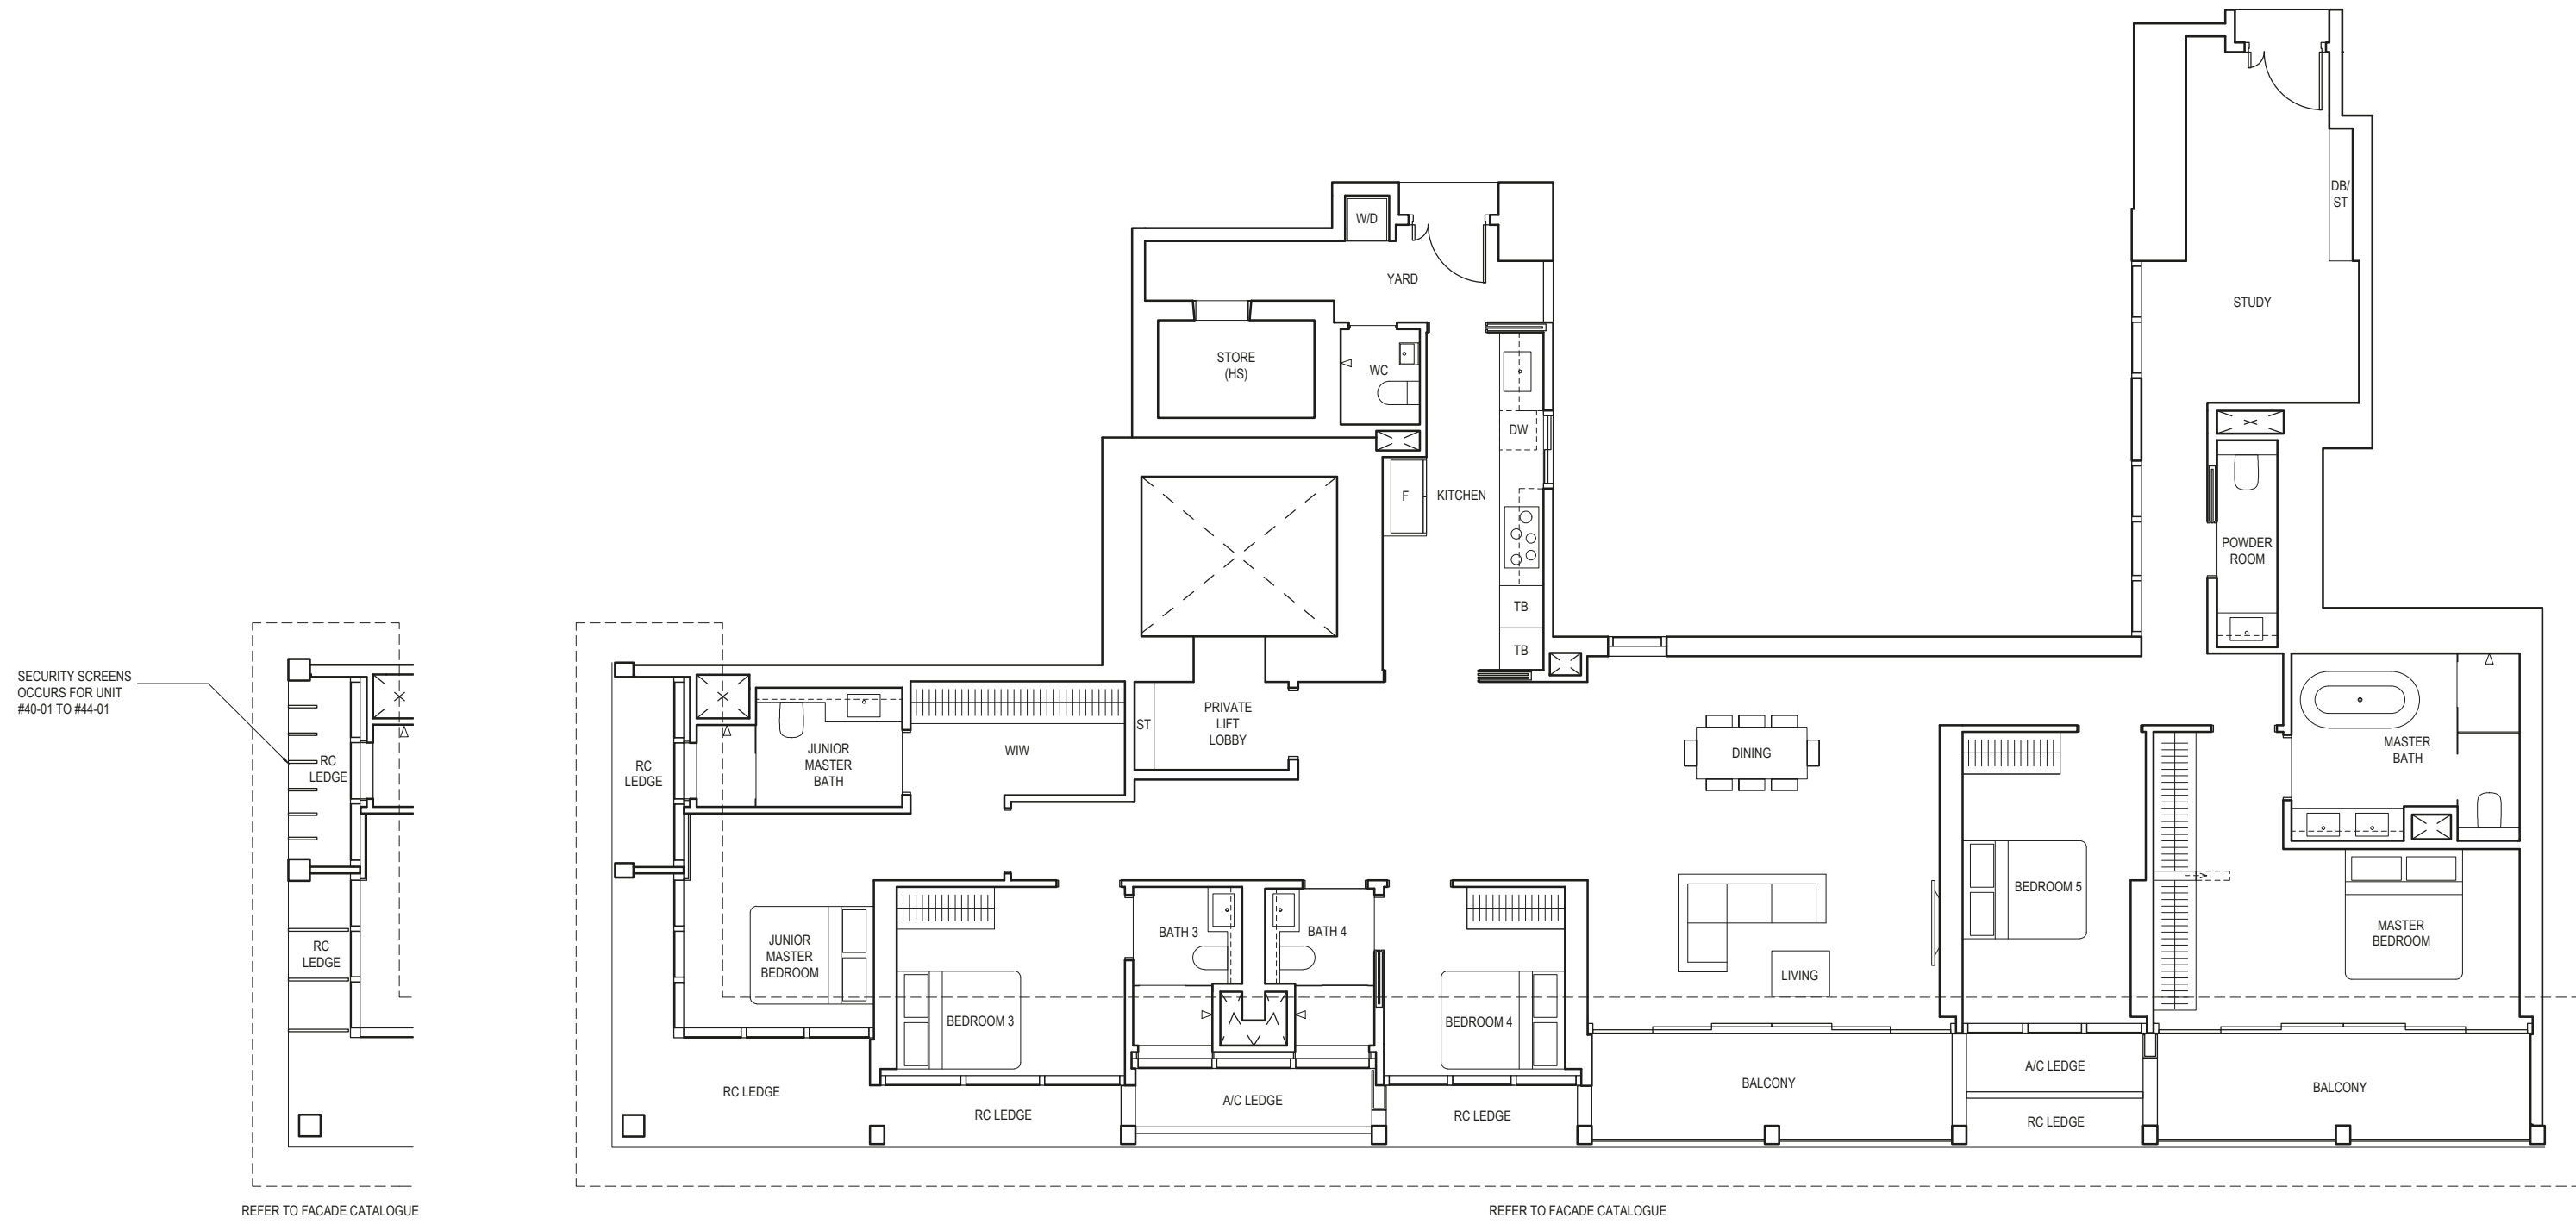 DB/
ST
W/D
YARD
STUDY
STORE
(HS)
WC
DW
F
KITCHEN
POWDER
ROOM
TB
TB
SECURITY SCREENS
OCCURS FOR UNIT
#40-01 TO #44-01
RC
LEDGE
RC
LEDGE
RC
LEDGE
JUNIOR
MASTER
BATH
WIW
ST
PRIVATE
LIFT
LOBBY
DINING
MASTER
BATH
BEDROOM 5
JUNIOR
MASTER
BEDROOM
BATH 3
BATH 4
MASTER
BEDROOM
LIVING
BEDROOM 3
BEDROOM 4
RC LEDGE
RC LEDGE
A/C LEDGE
RC LEDGE
BALCONY
A/C LEDGE
RC LEDGE
BALCONY
REFER TO FACADE CATALOGUE
REFER TO FACADE CATALOGUE